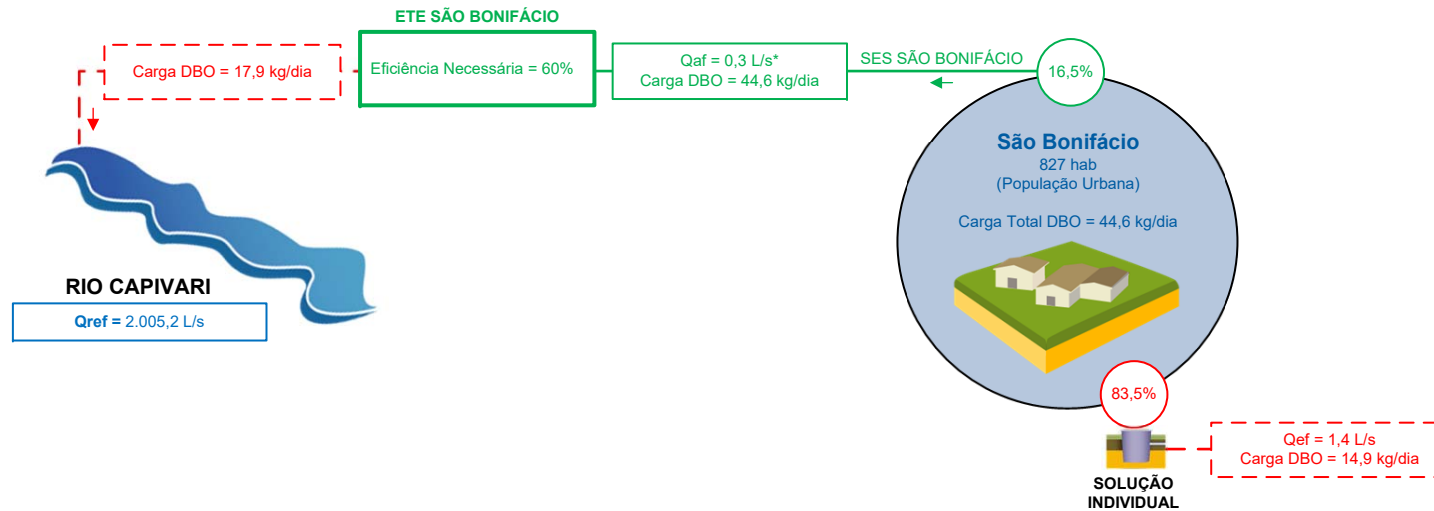 ETE SÃO BONIFÁCIO
Carga DBO = 17,9 kg/dia
Eficiência Necessária = 60%
Qaf = 0,3 L/s*
Carga DBO = 44,6 kg/dia
SES SÃO BONIFÁCIO
16,5%
São Bonifácio
827 hab
(População Urbana)
Carga Total DBO = 44,6 kg/dia
RIO CAPIVARI
Qref = 2.005,2 L/s
83,5%
Qef = 1,4 L/s
Carga DBO = 14,9 kg/dia
SOLUÇÃO
INDIVIDUAL